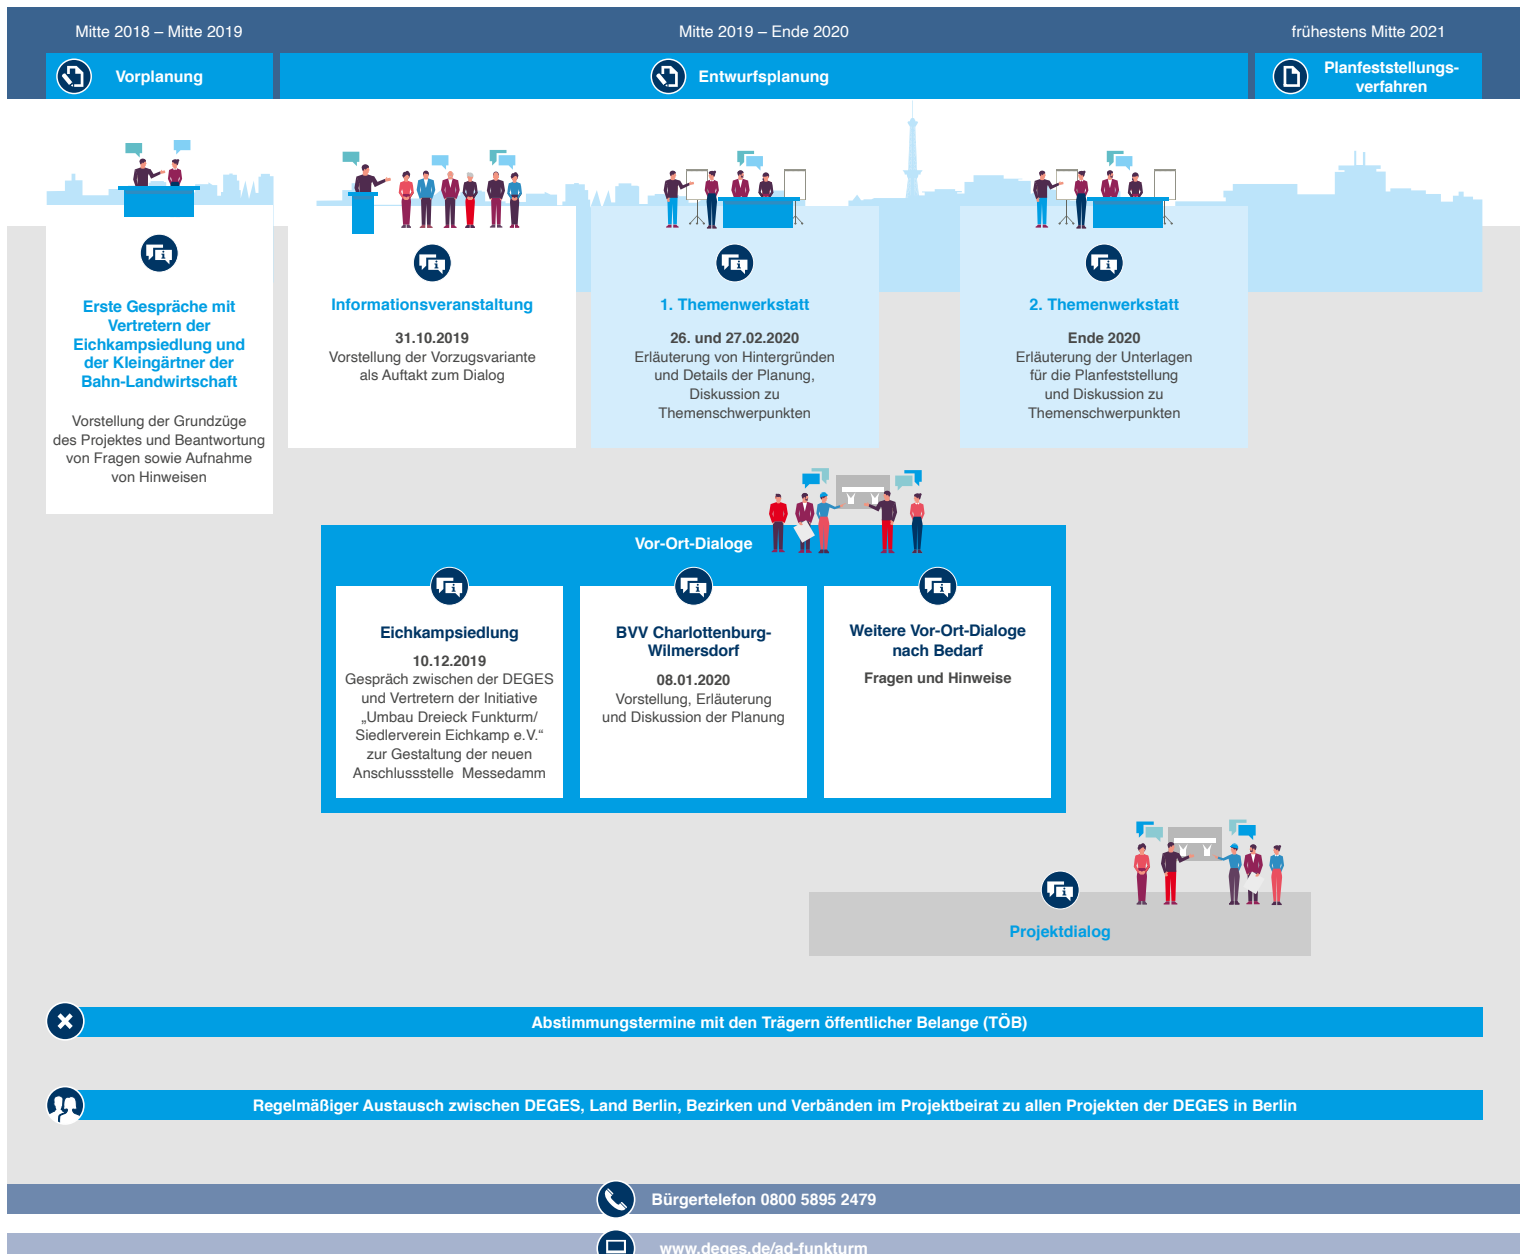 Mitte 2018 – Mitte 2019
Mitte 2019 – Ende 2020
frühestens Mitte 2021
Vorplanung
Entwurfsplanung
Planfeststellungs-
verfahren
Erste Gespräche mit
Vertretern der
Eichkampsiedlung und
der Kleingärtner der
Bahn-Landwirtschaft
Vorstellung der Grundzüge
des Projektes und Beantwortung
von Fragen sowie Aufnahme
von Hinweisen
Informationsveranstaltung
31.10.2019
Vorstellung der Vorzugsvariante
als Auftakt zum Dialog
1. Themenwerkstatt
26. und 27.02.2020
Erläuterung von Hintergründen
und Details der Planung,
Diskussion zu
Themenschwerpunkten
2. Themenwerkstatt
Ende 2020
Erläuterung der Unterlagen
für die Planfeststellung
und Diskussion zu
Themenschwerpunkten
Vor-Ort-Dialoge
Eichkampsiedlung
10.12.2019
Gespräch zwischen der DEGES
und Vertretern der Initiative
„Umbau Dreieck Funkturm/
Siedlerverein Eichkamp e.V.“
zur Gestaltung der neuen
Anschlussstelle Messedamm
BVV Charlottenburg-
Wilmersdorf
08.01.2020
Vorstellung, Erläuterung
und Diskussion der Planung
Weitere Vor-Ort-Dialoge
nach Bedarf
Fragen und Hinweise
Projektdialog
Abstimmungstermine mit den Trägern öffentlicher Belange (TÖB)
Regelmäßiger Austausch zwischen DEGES, Land Berlin, Bezirken und Verbänden im Projektbeirat zu allen Projekten der DEGES in Berlin
Bürgertelefon 0800 5895 2479
www.deges.de/ad-funkturm